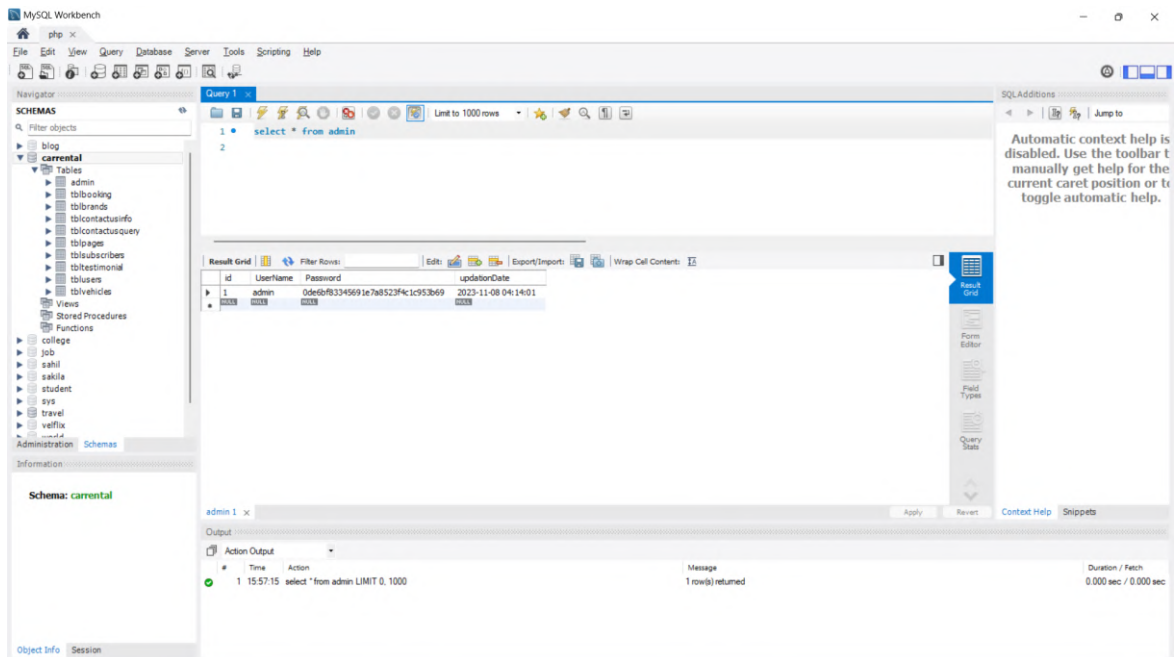 MySQL Workbench
php ×
File Edit View Query Database Server Tools Scripting Help
Navigator
SCHEMAS
Filter objects
blog
carrental
Tables
admin
tblbooking
tblbrands
tblcontactusinfo
tblcontactusquery
tblpages
tblsubscribers
tbltestimonial
tblusers
tblvehicles
Views
Stored Procedures
Functions
college
job
sahil
sakila
student
sys
travel
velflix
world
Administration Schemas
Information
Schema: carrental
Object Info Session
Query 1 ×
Limit to 1000 rows
1 select * from admin
2
Result Grid Filter Rows: Edit: Export/Import: Wrap Cell Content:
id UserName Password updationDate
1 admin 0de6bf83345691e7a8523f4c1c953b69 2023-11-08 04:14:01
NULL NULL NULL NULL
Result Grid
Form Editor
Field Types
Query Stats
admin 1 × Apply Revert
Output
Action Output
# Time Action Message Duration / Fetch
1 15:57:15 select * from admin LIMIT 0, 1000 1 row(s) returned 0.000 sec / 0.000 sec
SQLAdditions
Jump to
Automatic context help is
disabled. Use the toolbar t
manually get help for the
current caret position or to
toggle automatic help.
Context Help Snippets